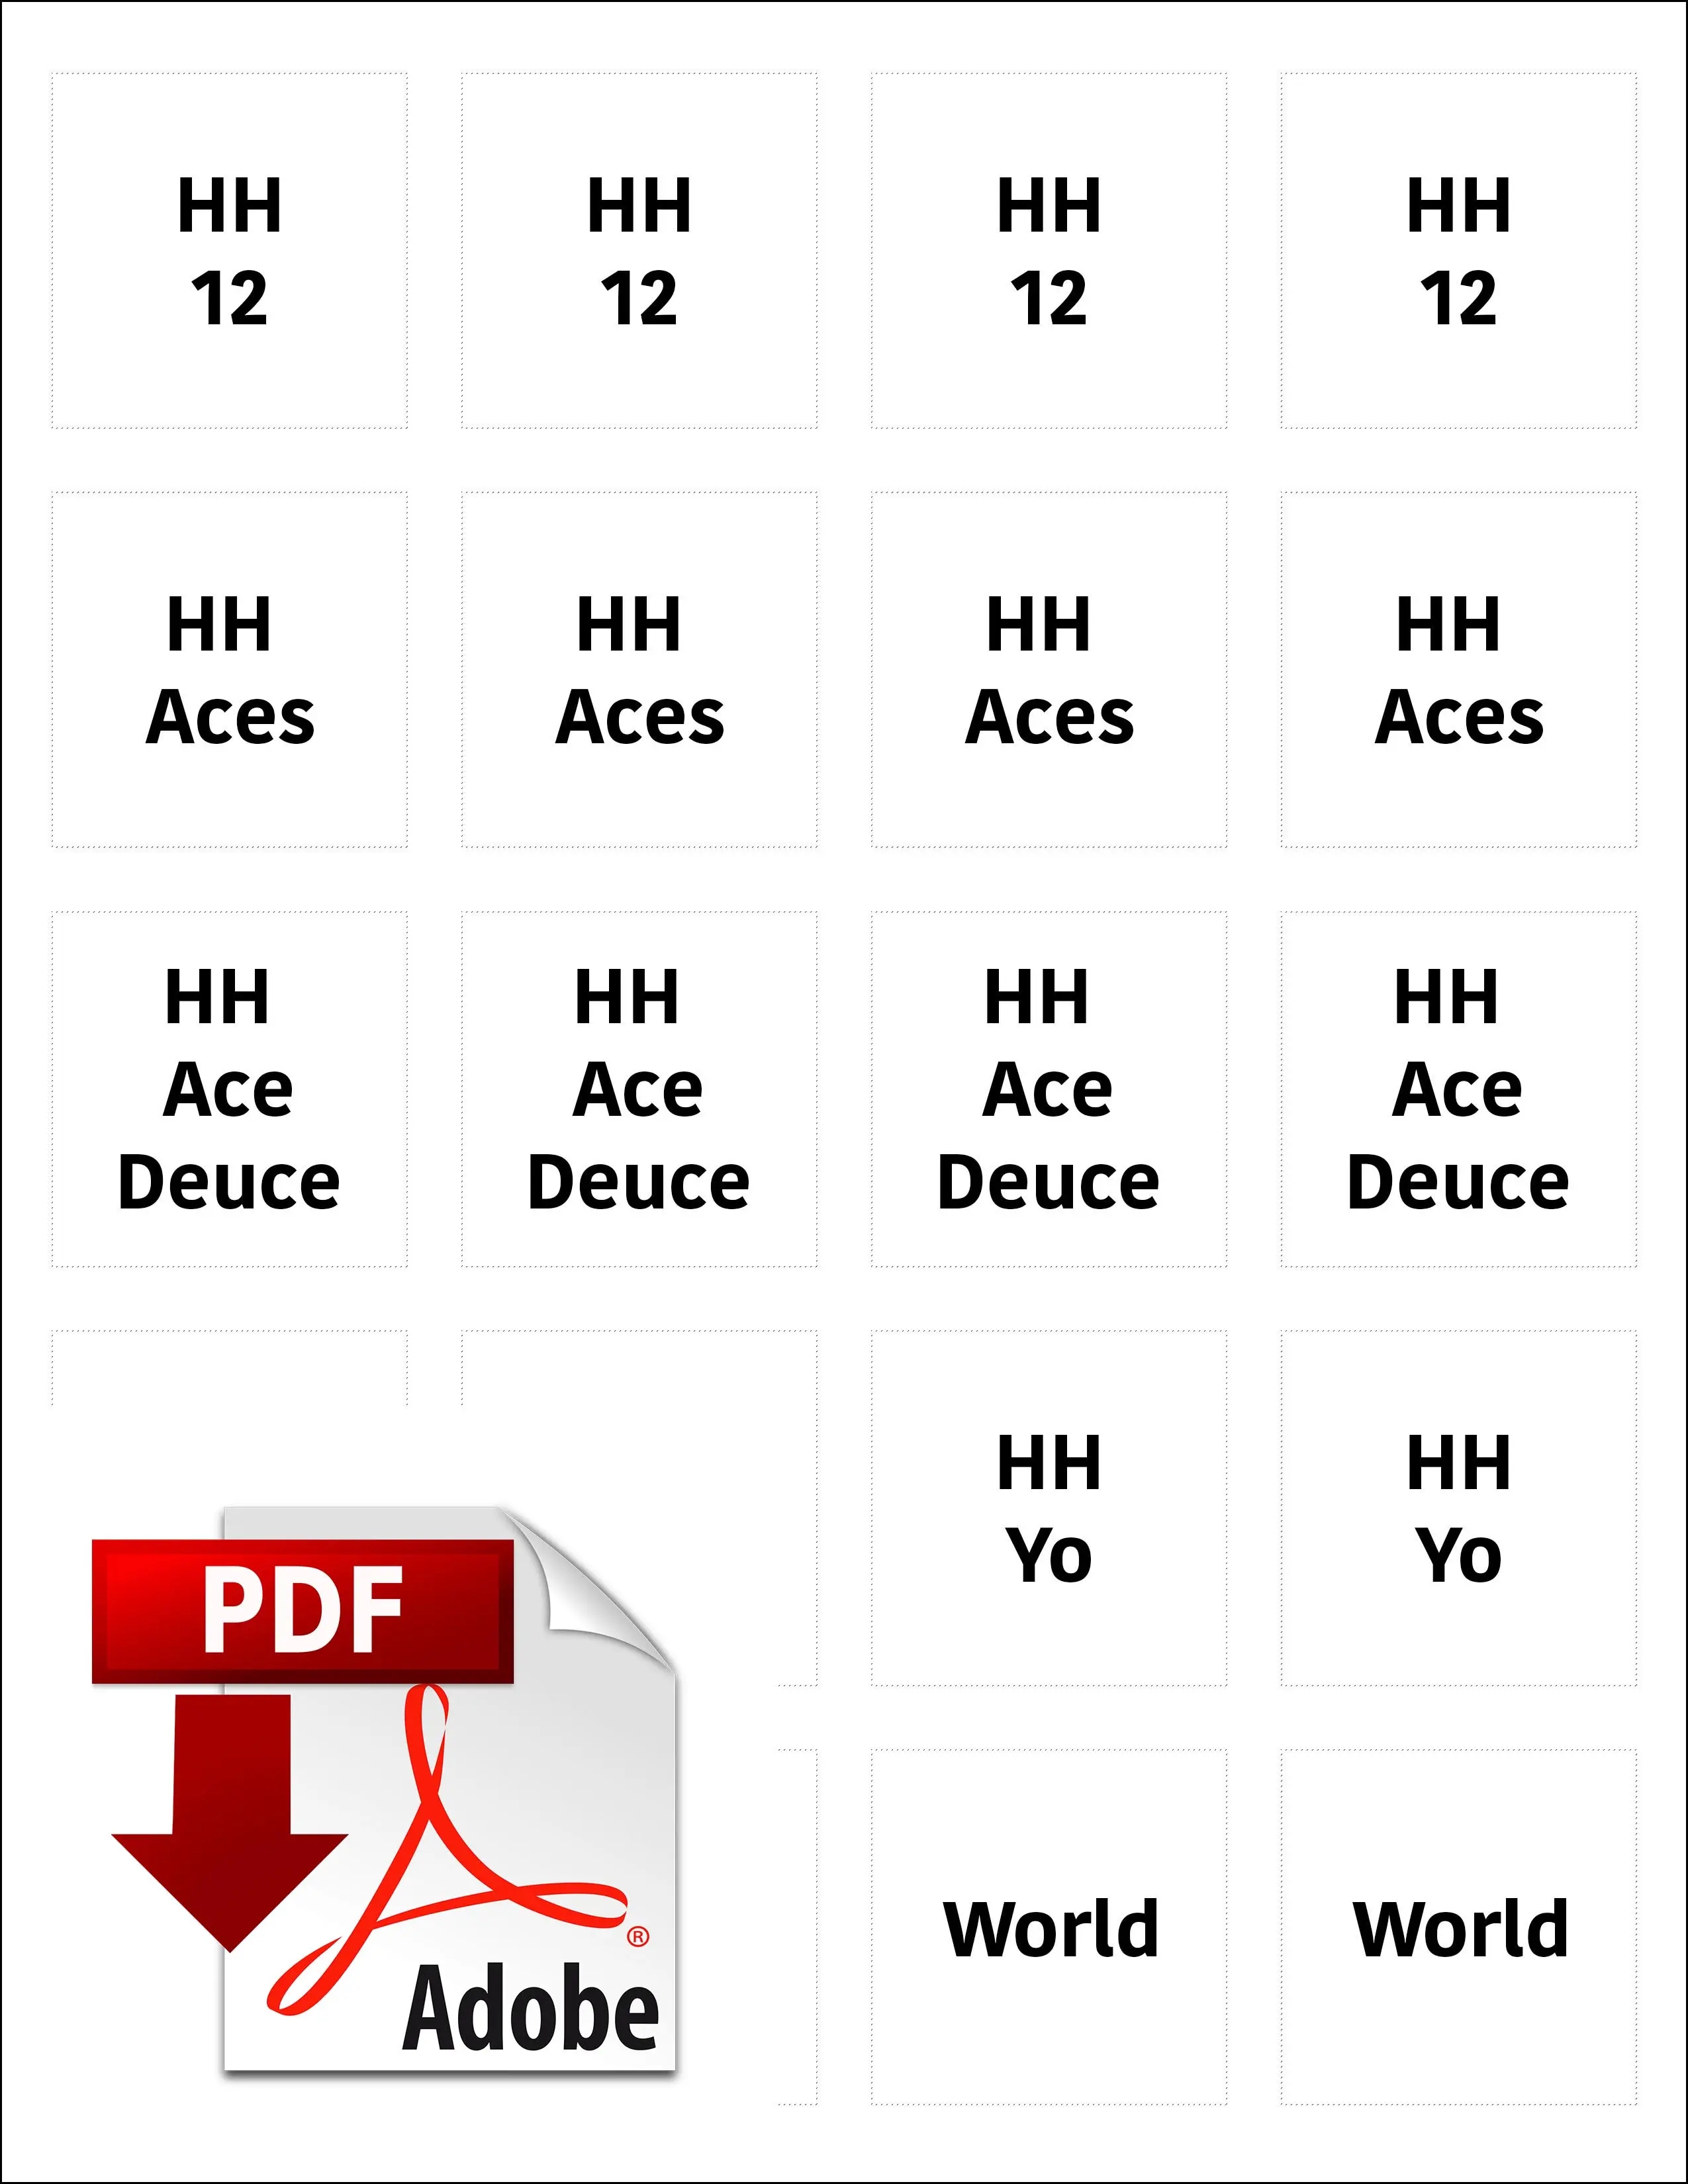 HH HH HH HH
12 12 12 12
HH HH HH HH
Aces Aces Aces Aces
HH HH HH HH
Ace Ace Ace Ace
Deuce Deuce Deuce Deuce
HH HH
Yo Yo
PDF
World World
®
Adobe